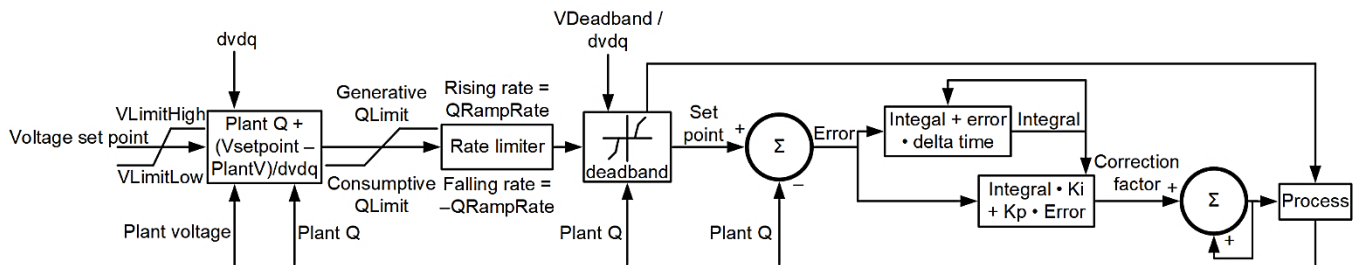 dvdq
VLimitHigh
Voltage set point
VLimitLow
Plant Q +
(Vsetpoint –
PlantV)/dvdq
Plant voltage
Plant Q
Generative
QLimit
Consumptive
QLimit
Rising rate =
QRampRate
Rate limiter
Falling rate =
–QRampRate
VDeadband /
dvdq
deadband
Plant Q
Set
point
+
Σ
–
Plant Q
Error
Integal + error
• delta time
Integral
Integral • Ki
+ Kp • Error
Correction
factor
+
Σ
+
Process